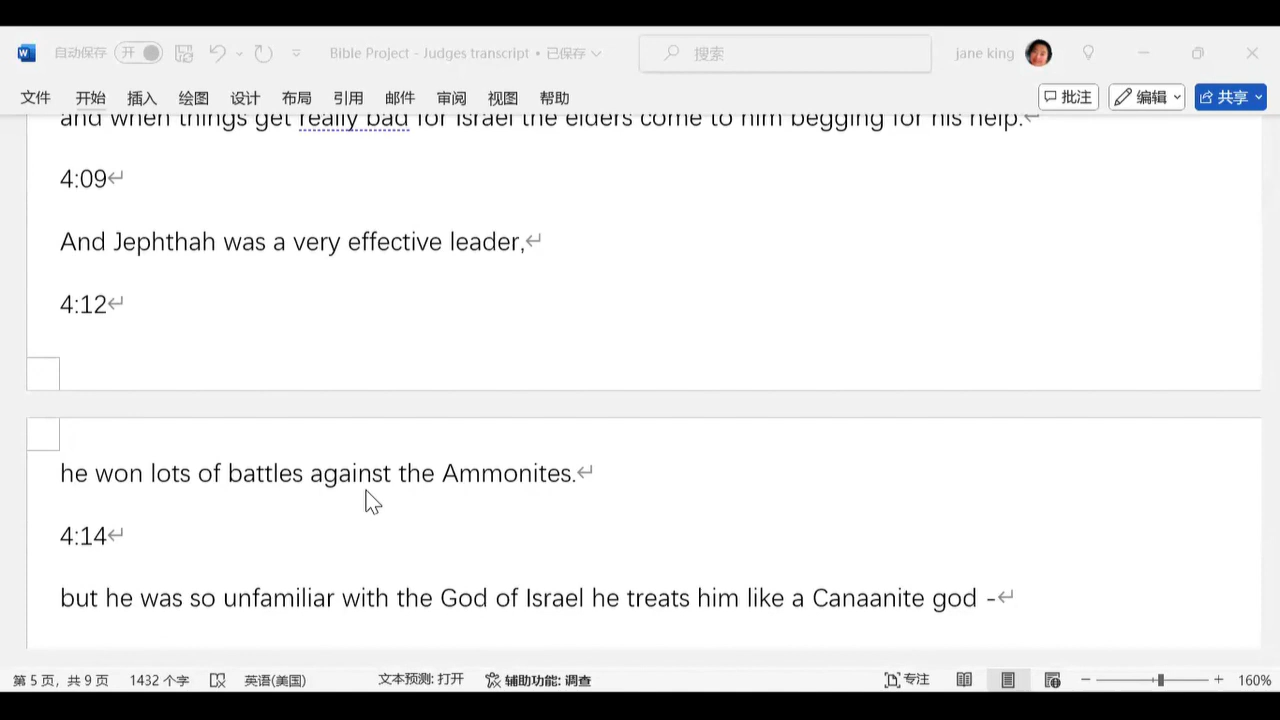 自动保存 开 Bible Project - Judges transcript • 已保存 搜索 jane king
文件 开始 插入 绘图 设计 布局 引用 邮件 审阅 视图 帮助 批注 编辑 共享
and when things get really bad for Israel the elders come to him begging for his help.
4:09
And Jephthah was a very effective leader,
4:12
he won lots of battles against the Ammonites.
4:14
but he was so unfamiliar with the God of Israel he treats him like a Canaanite god -
第 5 页，共 9 页 1432 个字 英语(美国) 文本预测: 打开 辅助功能: 调查 专注 160%